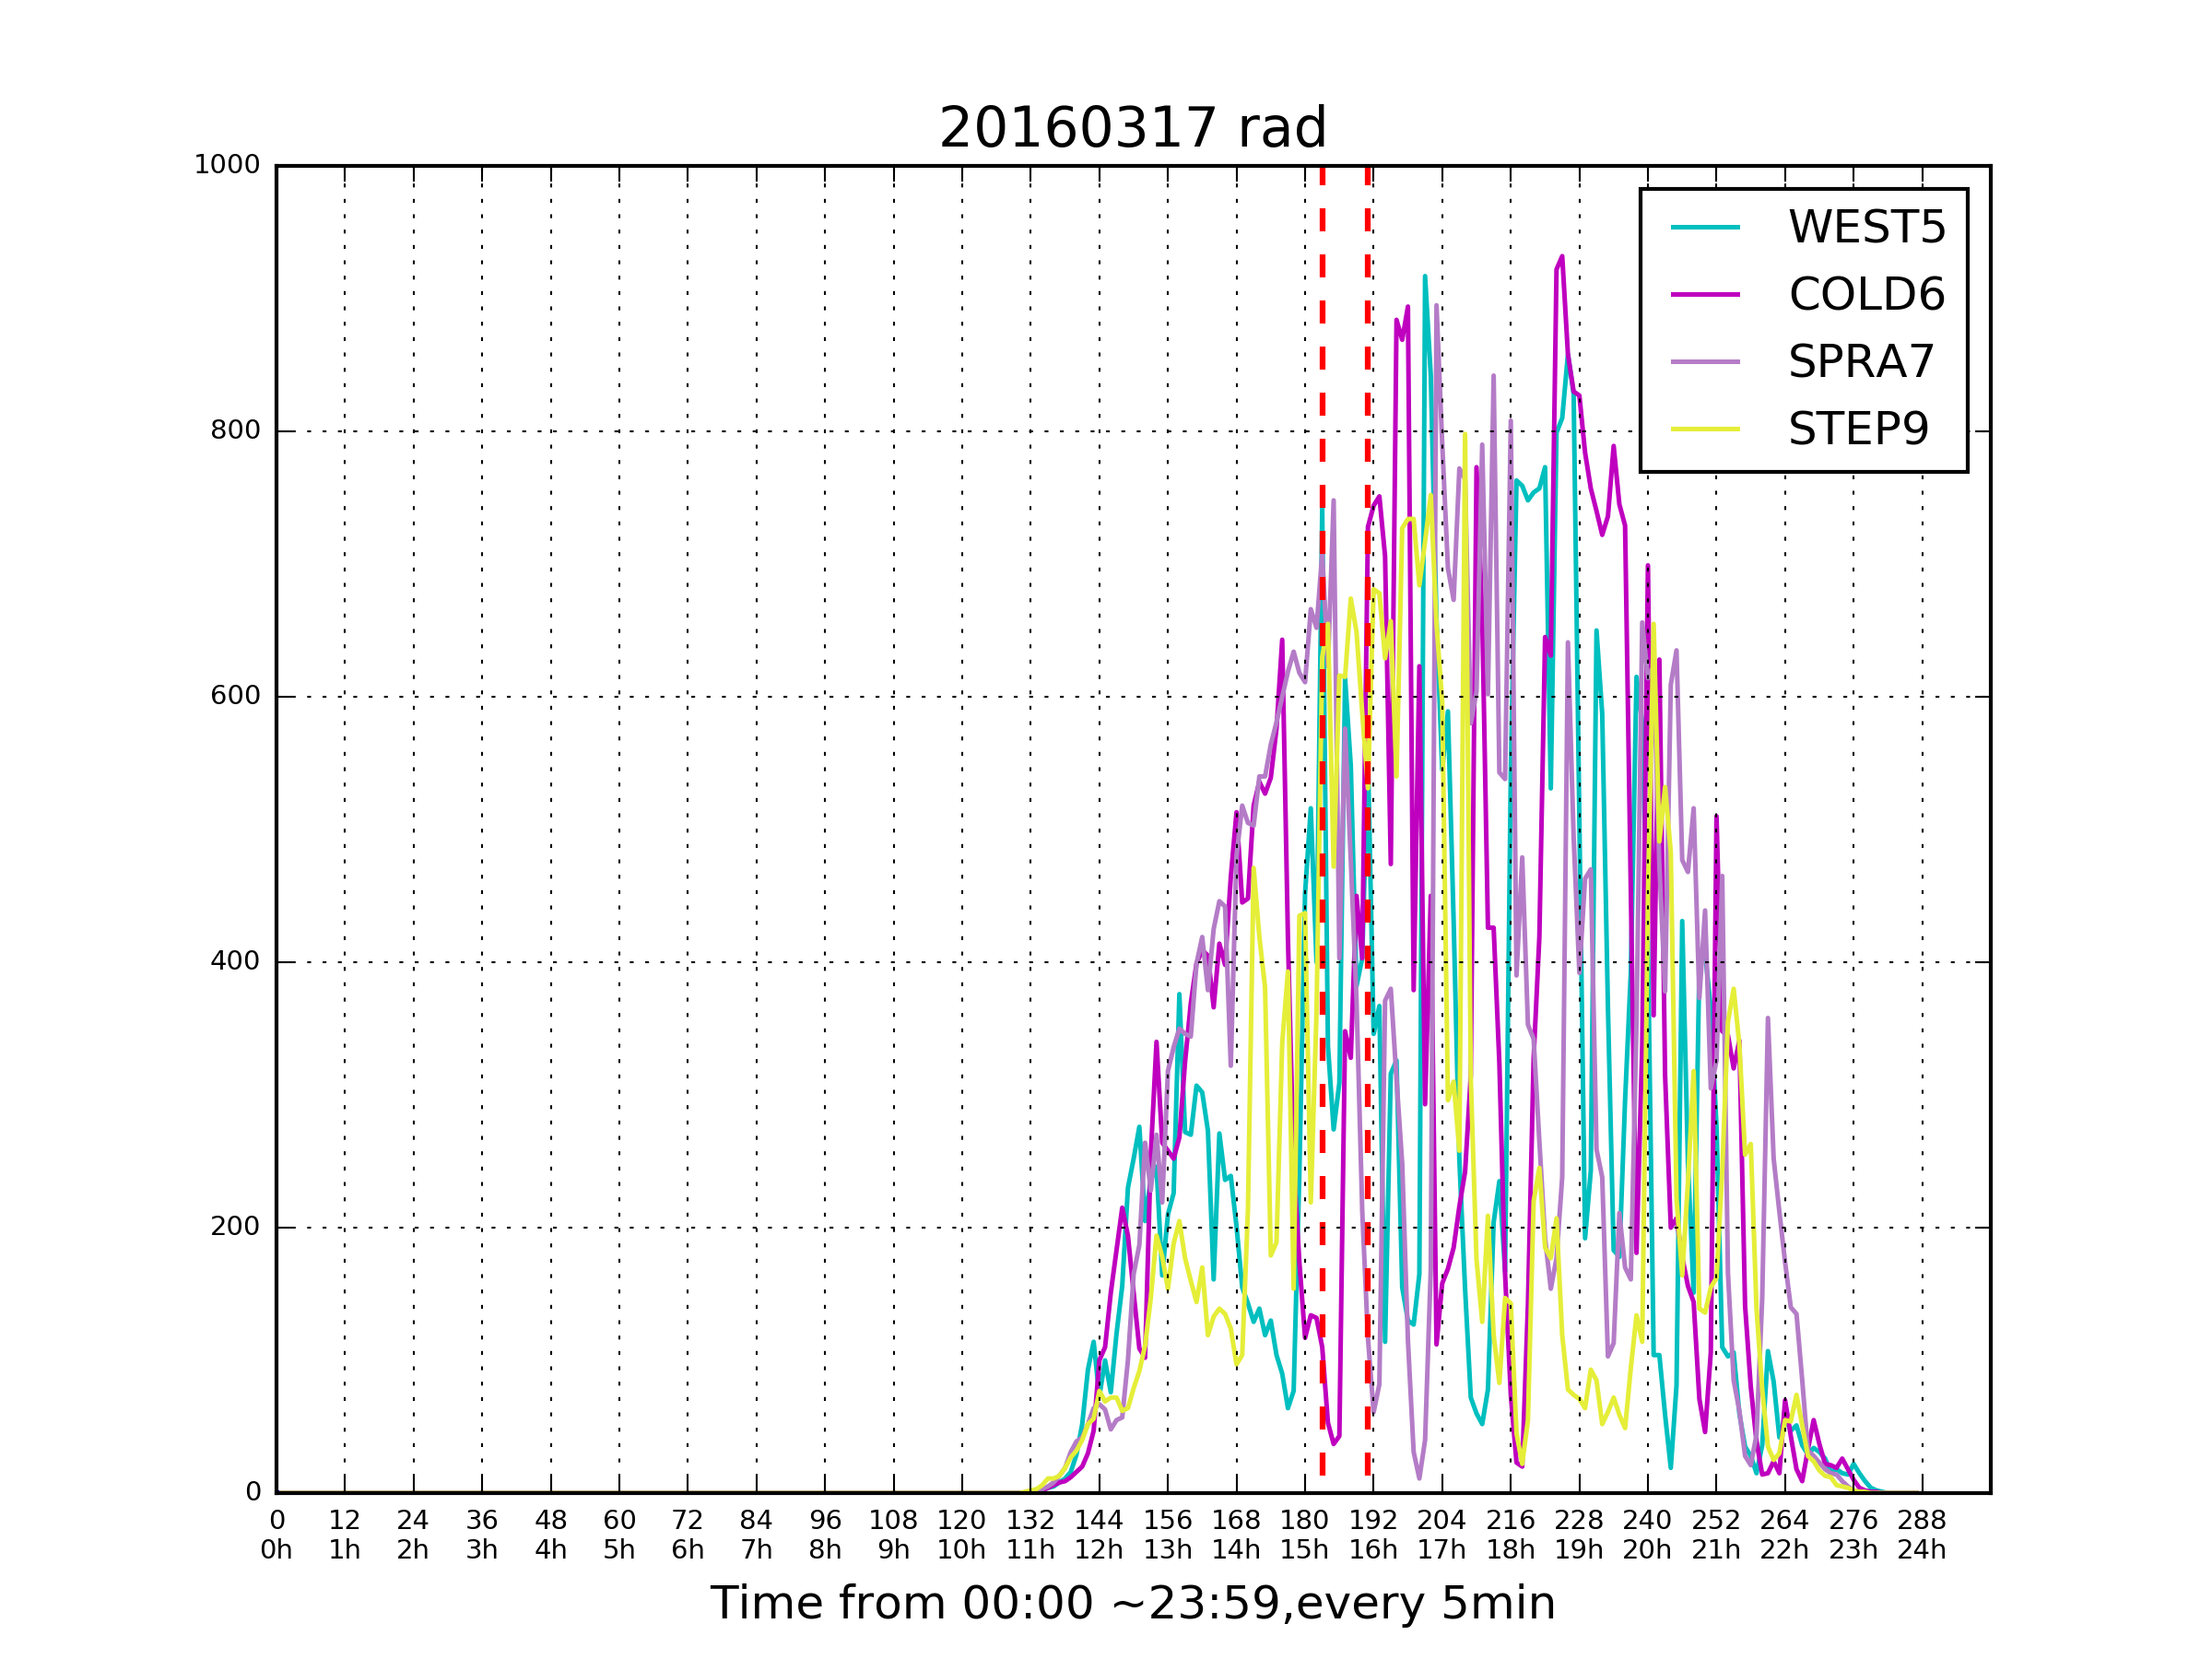 20160317 rad
1000
800
600
400
200
0
WEST5
COLD6
SPRA7
STEP9
0 12 24 36 48 60 72 84 96 108 120 132 144 156 168 180 192 204 216 228 240 252 264 276 288
0h 1h 2h 3h 4h 5h 6h 7h 8h 9h 10h 11h 12h 13h 14h 15h 16h 17h 18h 19h 20h 21h 22h 23h 24h
Time from 00:00 ~23:59,every 5min